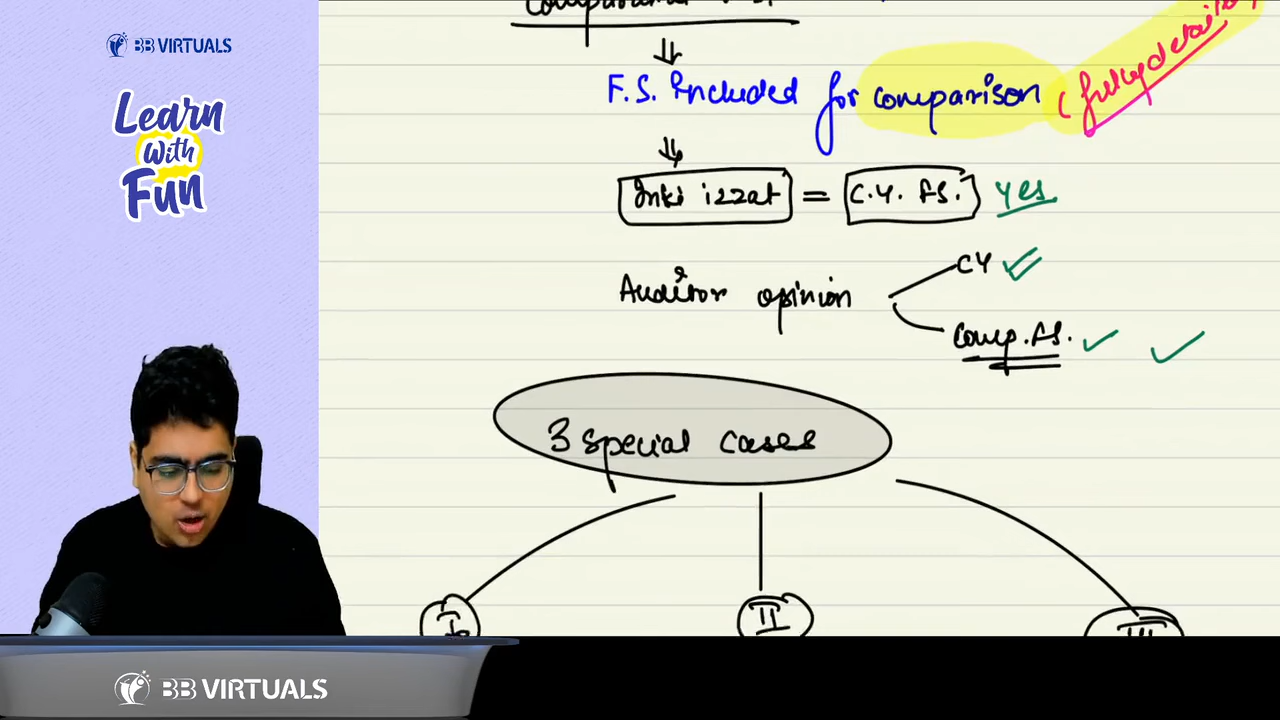 BB VIRTUALS
Learn
With
Fun
F.S. Included for comparison (fully detailed
Inki izzat = C.Y. FS. Yes
Auditor opinion
CY
Comp. FS.
3 special cases
I
II
III
BB VIRTUALS